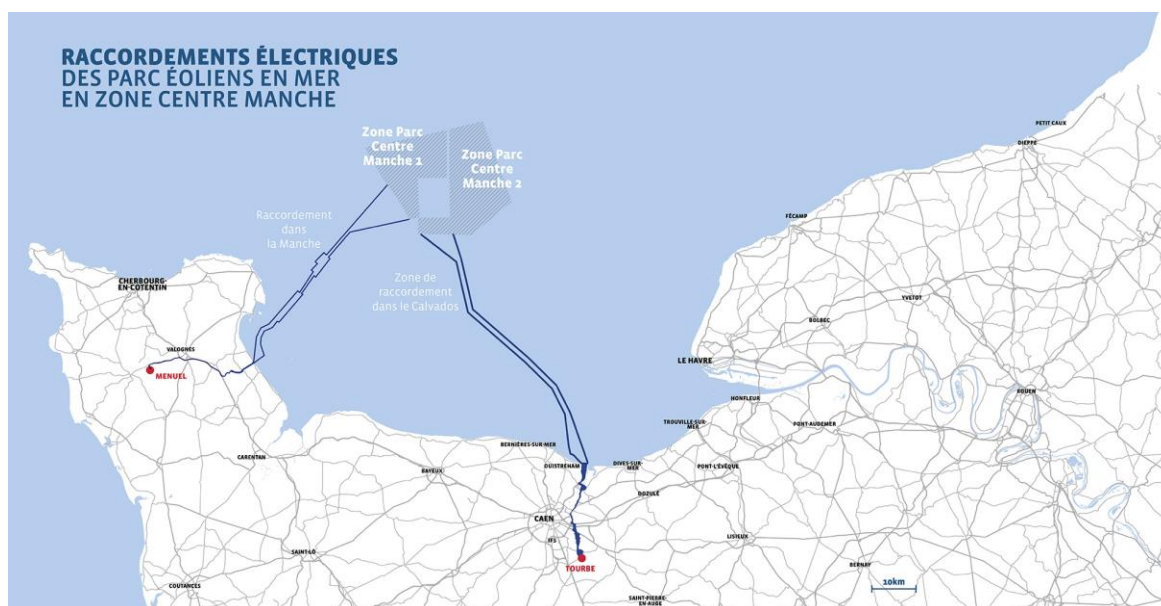 RACCORDEMENTS ÉLECTRIQUES
DES PARC ÉOLIENS EN MER
EN ZONE CENTRE MANCHE
Zone Parc
Centre
Manche 1
Zone Parc
Centre
Manche 2
Raccordement
dans
la Manche
Zone de
raccordement
dans le Calvados
PETIT CAUX
DIEPPE
FÉCAMP
CHERBOURG-
EN-COTENTIN
YVETOT
BOLBEC
VALOGNES
LE HAVRE
MENUEL
ROUEN
HONFLEUR
TROUVILLE-SUR-
MER
PONT-AUDEMER
BERNIÈRES-SUR-MER
CARENTAN
BAYEUX
OUISTREHAM
DIVES-SUR-
MER
PONT-L'ÉVÊQUE
DOZULÉ
CAEN
IFS
LISIEUX
SAINT-LÔ
TOURBE
BERNAY
10km
COUTANCES
SAINT-PIERRE-
EN-AUGE